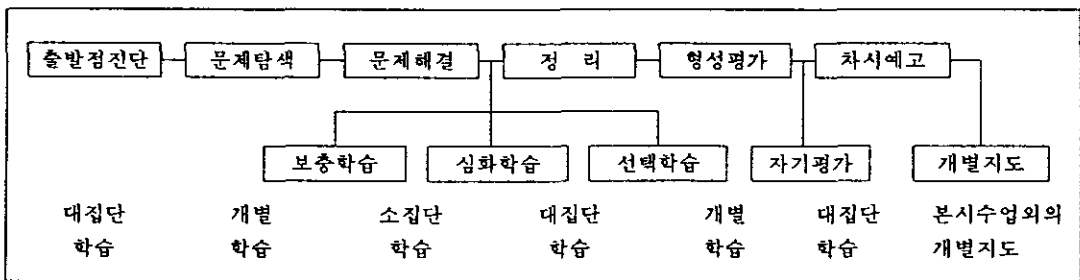 출발점진단 문제탐색 문제해결 정 리 형성평가 차시예고
보충학습 심화학습 선택학습 자기평가 개별지도
대집단 개별 소집단 대집단 개별 대집단 본시수업외의
학습 학습 학습 학습 학습 학습 개별지도